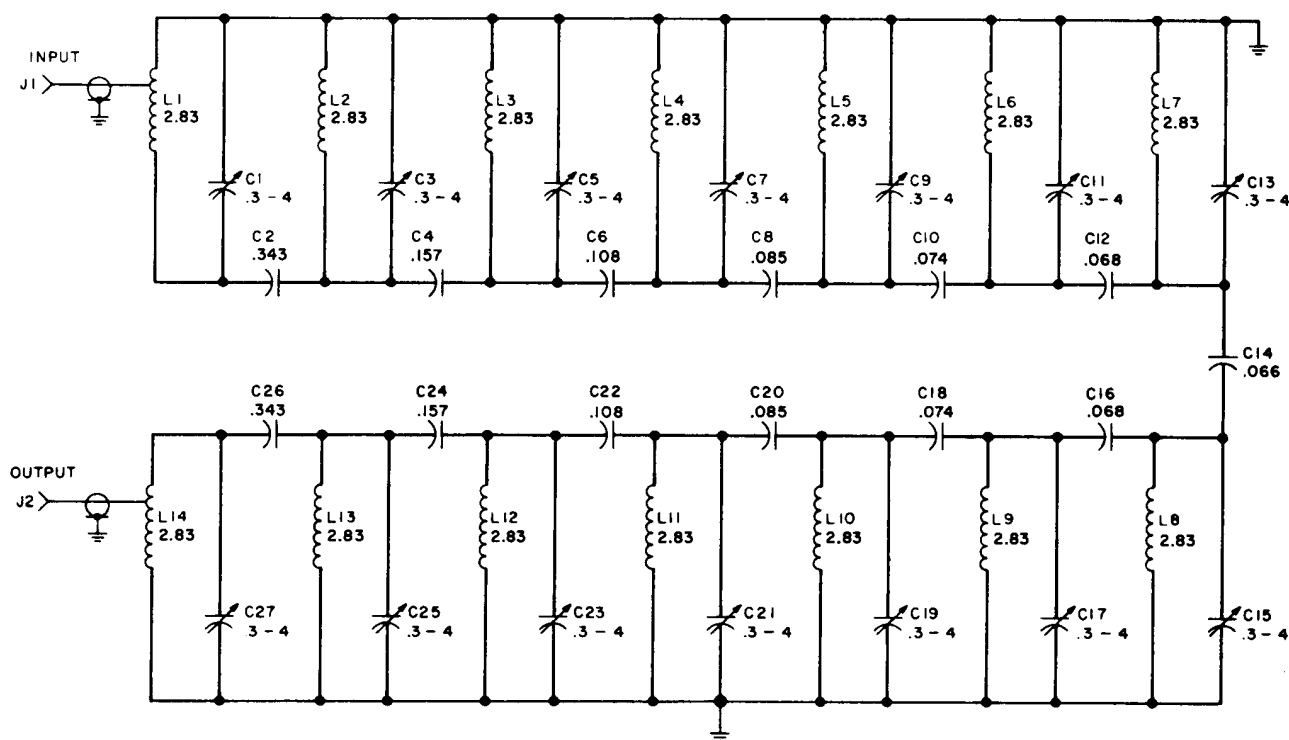 INPUT
J1
L1
2.83
L2
2.83
L3
2.83
L4
2.83
L5
2.83
L6
2.83
L7
2.83
C1
.3-4
C3
.3-4
C5
.3-4
C7
.3-4
C9
.3-4
C11
.3-4
C13
.3-4
C2
.343
C4
.157
C6
.108
C8
.085
C10
.074
C12
.068
C14
.066
C26
.343
C24
.157
C22
.108
C20
.085
C18
.074
C16
.068
OUTPUT
J2
L14
2.83
L13
2.83
L12
2.83
L11
2.83
L10
2.83
L9
2.83
L8
2.83
C27
.3-4
C25
.3-4
C23
.3-4
C21
.3-4
C19
.3-4
C17
.3-4
C15
.3-4